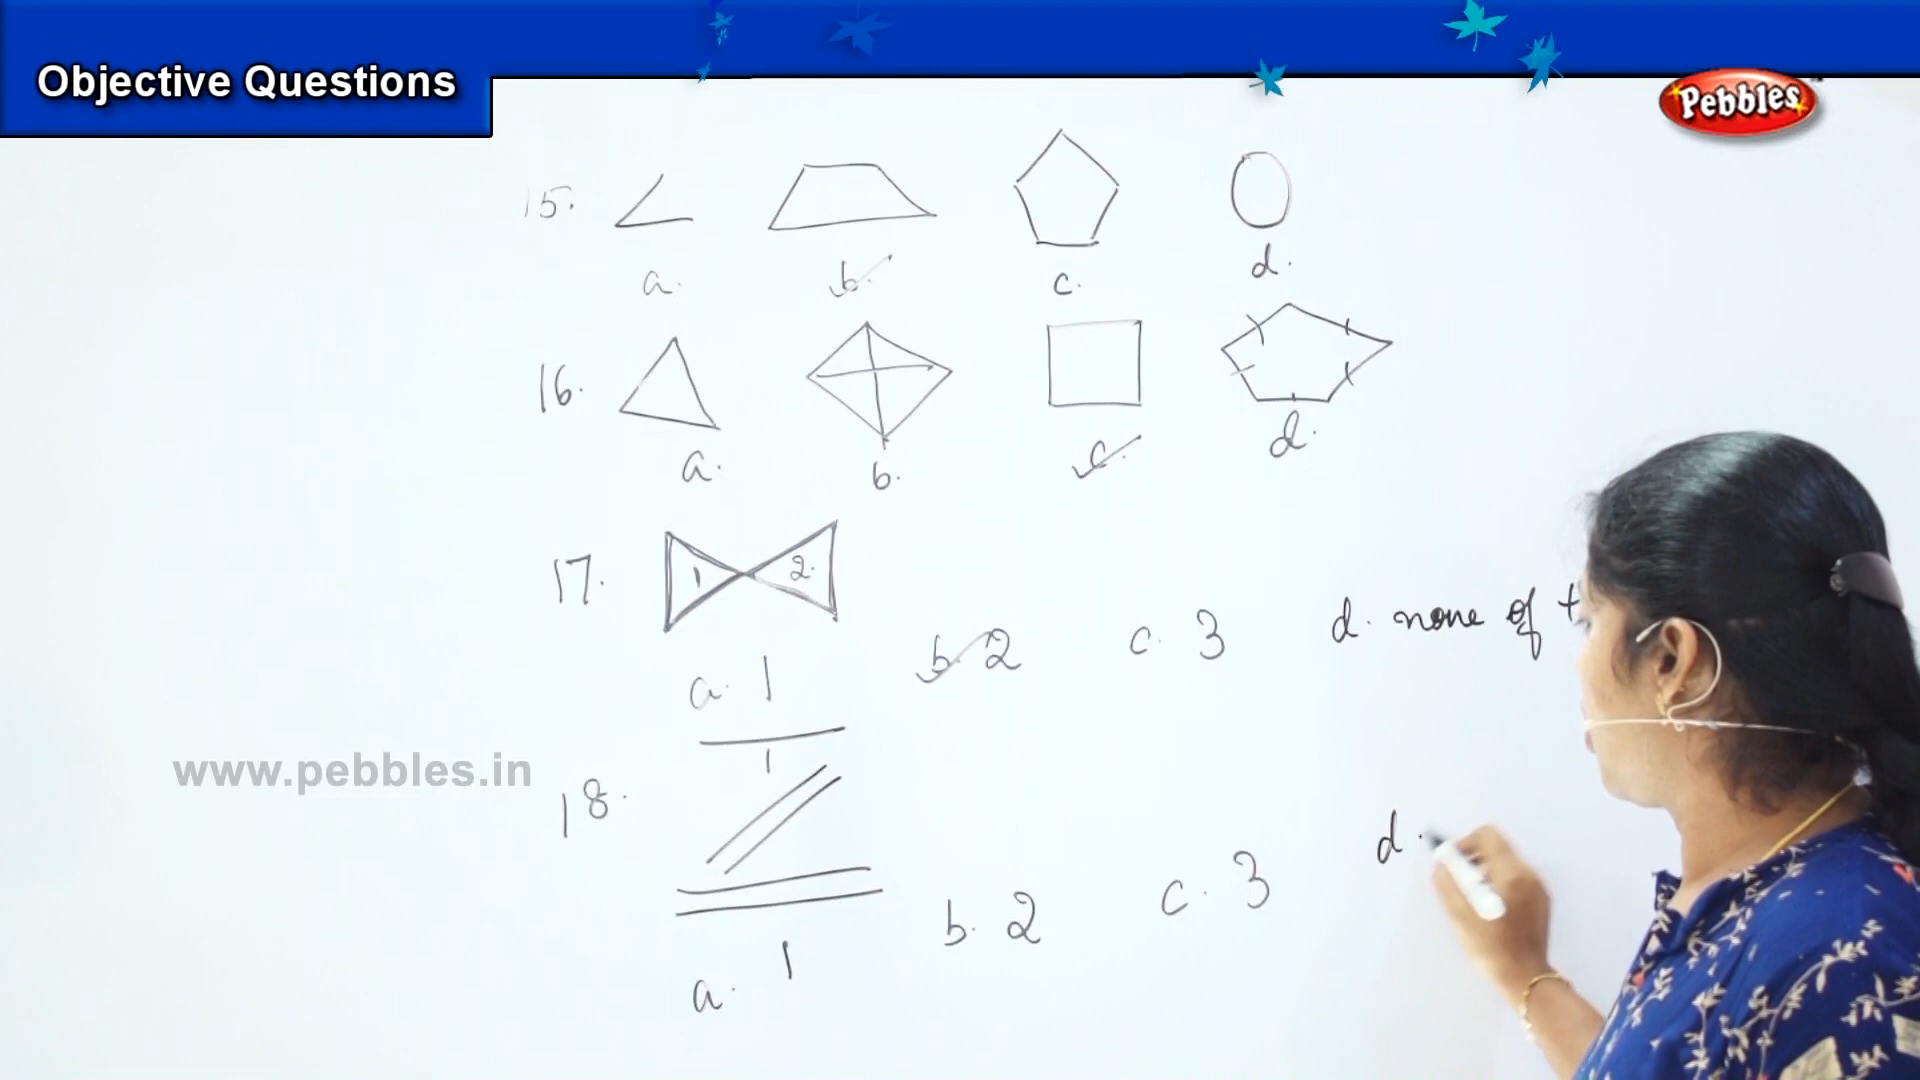 Objective Questions
Pebbles
15.
a. b. c. d.
16.
a. b. c. d.
17. 1 2.
a. 1 b. 2 c. 3 d. none of
1
www.pebbles.in
18.
a. 1 b. 2 c. 3 d.